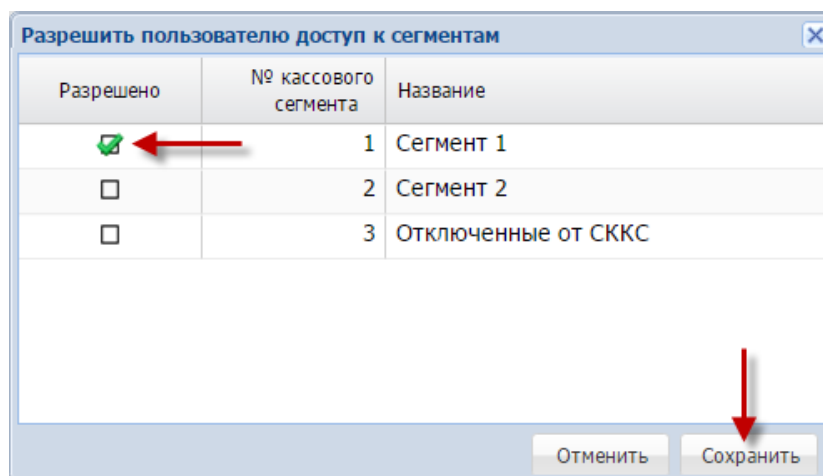 Разрешить пользователю доступ к сегментам
Разрешено № кассового сегмента Название
1 Сегмент 1
2 Сегмент 2
3 Отключенные от СККС
Отменить Сохранить